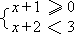 x+1 ⩾ 0
x+2 < 3